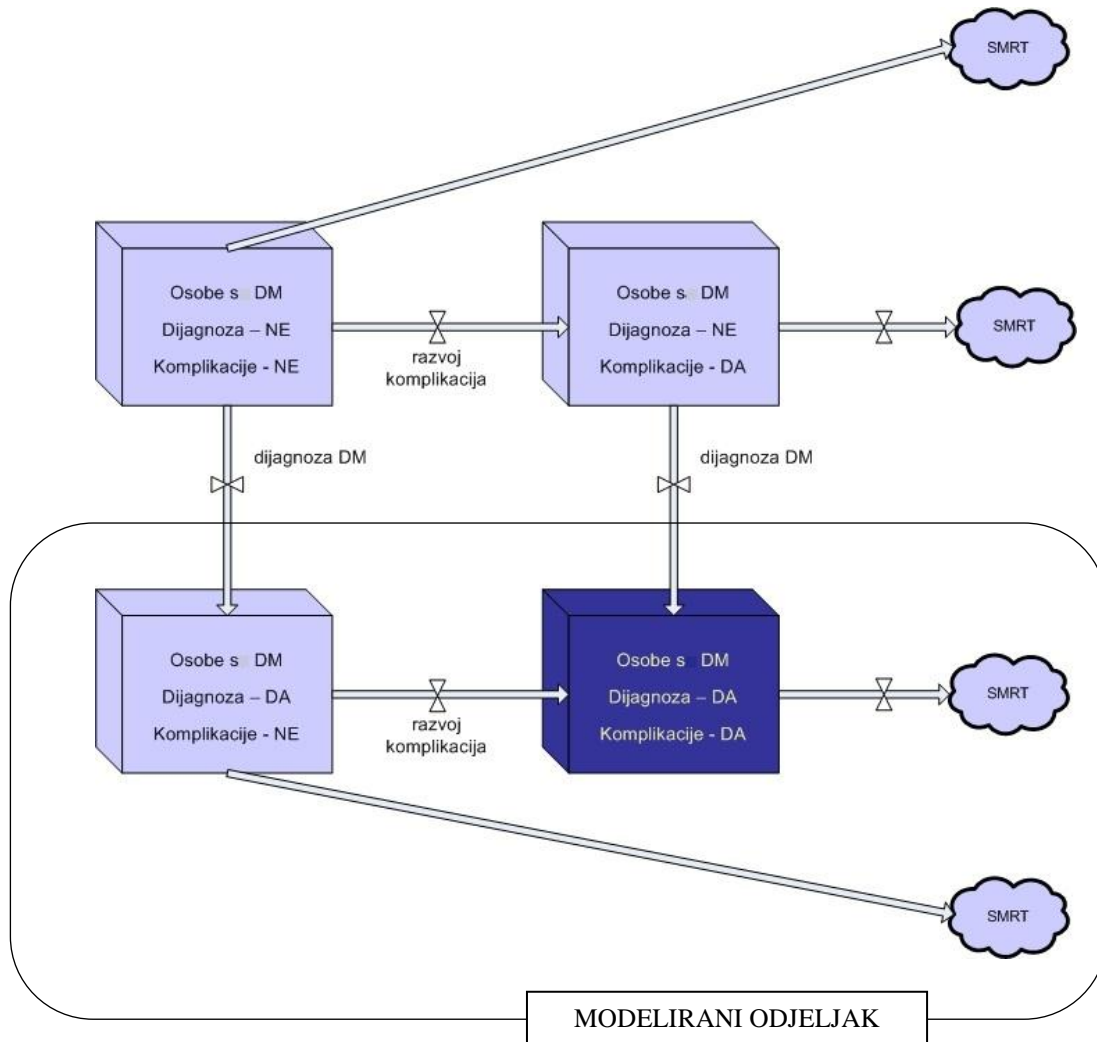 SMRT
Osobe s DM
Dijagnoza – NE
Komplikacije - NE
razvoj
komplikacija
Osobe s DM
Dijagnoza – NE
Komplikacije - DA
SMRT
dijagnoza DM
dijagnoza DM
Osobe s DM
Dijagnoza – DA
Komplikacije - NE
razvoj
komplikacija
Osobe s DM
Dijagnoza – DA
Komplikacije - DA
SMRT
SMRT
MODELIRANI ODJELJAK